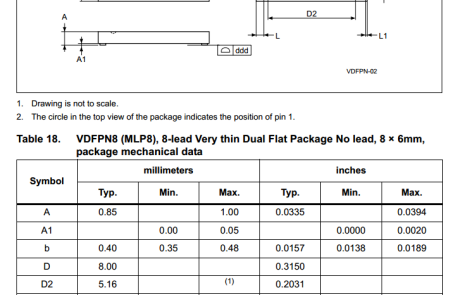 A
A1
D2
L
L1
ddd
VDFPN-02
1. Drawing is not to scale.
2. The circle in the top view of the package indicates the position of pin 1.
Table 18. VDFPN8 (MLP8), 8-lead Very thin Dual Flat Package No lead, 8 × 6mm,
package mechanical data
Symbol millimeters inches
Typ. Min. Max. Typ. Min. Max.
A 0.85 1.00 0.0335 0.0394
A1 0.00 0.05 0.0000 0.0020
b 0.40 0.35 0.48 0.0157 0.0138 0.0189
D 8.00 0.3150
D2 5.16 (1) 0.2031